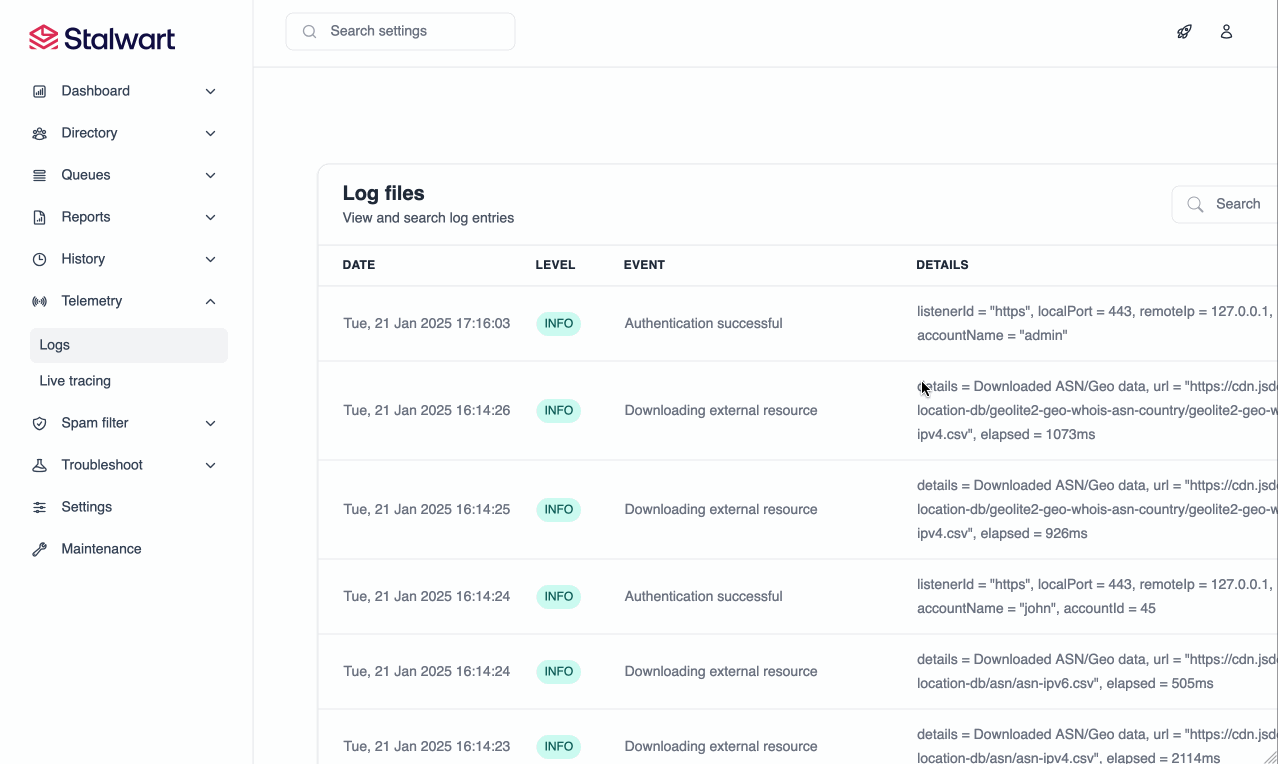 Stalwart
Search settings
Dashboard
Directory
Queues
Reports
History
Telemetry
Logs
Live tracing
Spam filter
Troubleshoot
Settings
Maintenance
Log files
View and search log entries
Search
DATE LEVEL EVENT DETAILS
Tue, 21 Jan 2025 17:16:03 INFO Authentication successful listenerId = "https", localPort = 443, remoteIp = 127.0.0.1,
accountName = "admin"
Tue, 21 Jan 2025 16:14:26 INFO Downloading external resource details = Downloaded ASN/Geo data, url = "https://cdn.jsd
location-db/geolite2-geo-whois-asn-country/geolite2-geo-w
ipv4.csv", elapsed = 1073ms
Tue, 21 Jan 2025 16:14:25 INFO Downloading external resource details = Downloaded ASN/Geo data, url = "https://cdn.jsd
location-db/geolite2-geo-whois-asn-country/geolite2-geo-w
ipv4.csv", elapsed = 926ms
Tue, 21 Jan 2025 16:14:24 INFO Authentication successful listenerId = "https", localPort = 443, remoteIp = 127.0.0.1,
accountName = "john", accountId = 45
Tue, 21 Jan 2025 16:14:24 INFO Downloading external resource details = Downloaded ASN/Geo data, url = "https://cdn.jsd
location-db/asn/asn-ipv6.csv", elapsed = 505ms
Tue, 21 Jan 2025 16:14:23 INFO Downloading external resource details = Downloaded ASN/Geo data, url = "https://cdn.jsd
location-db/asn/asn-ipv4.csv", elapsed = 2114ms